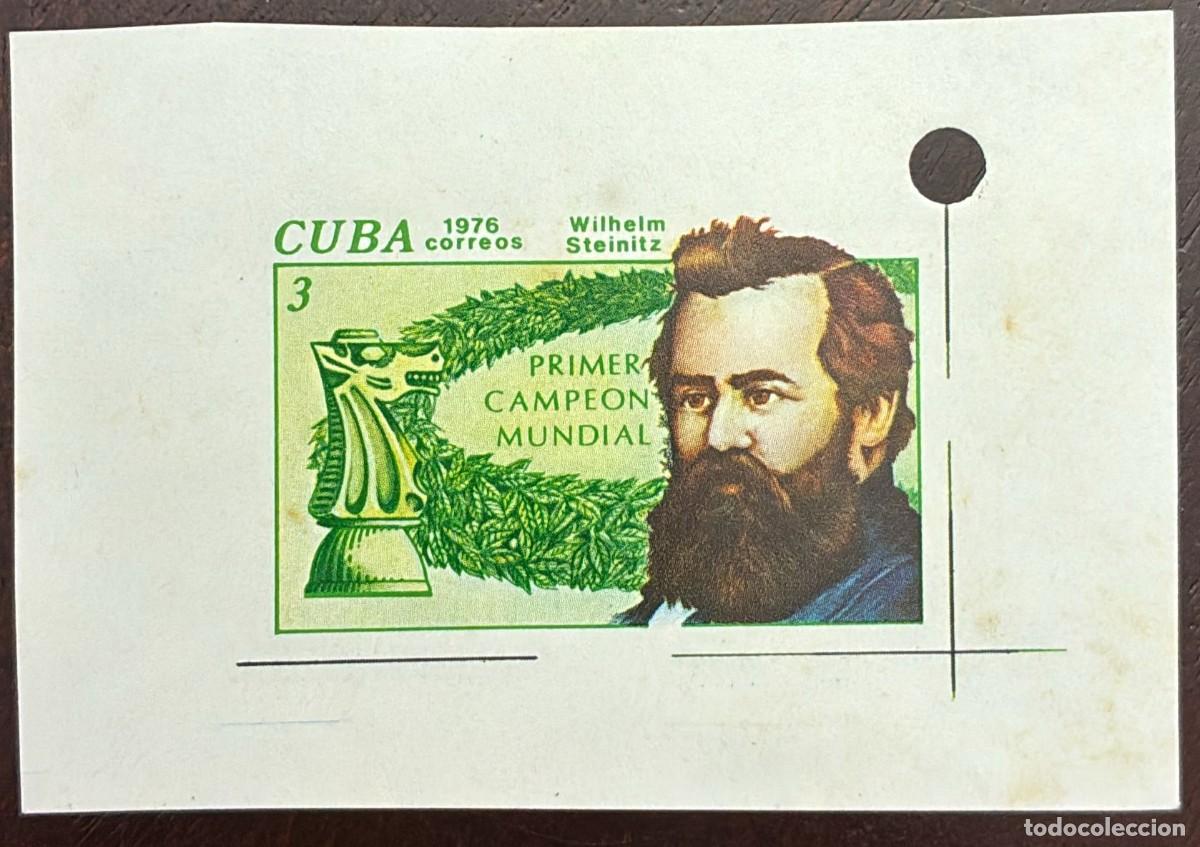 CUBA 1976 correos
Wilhelm
Steinitz
3
PRIMER
CAMPEON
MUNDIAL
todocoleccion